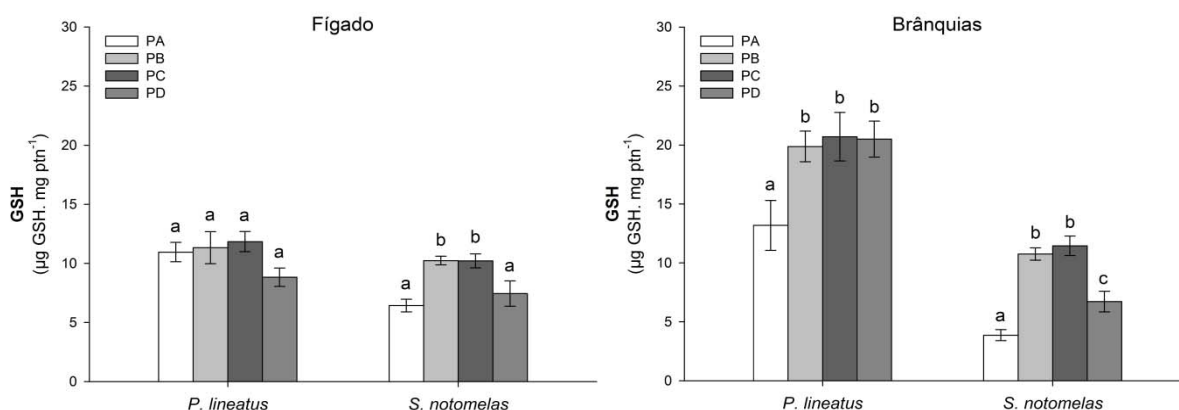 Fígado
30
25
20
15
10
5
0
GSH
(µg GSH. mg ptn⁻¹)
PA
PB
PC
PD
a a a a
a b b a
P. lineatus S. notomelas
Brânquias
30
25
20
15
10
5
0
GSH
(µg GSH. mg ptn⁻¹)
PA
PB
PC
PD
a b b b
a b b c
P. lineatus S. notomelas